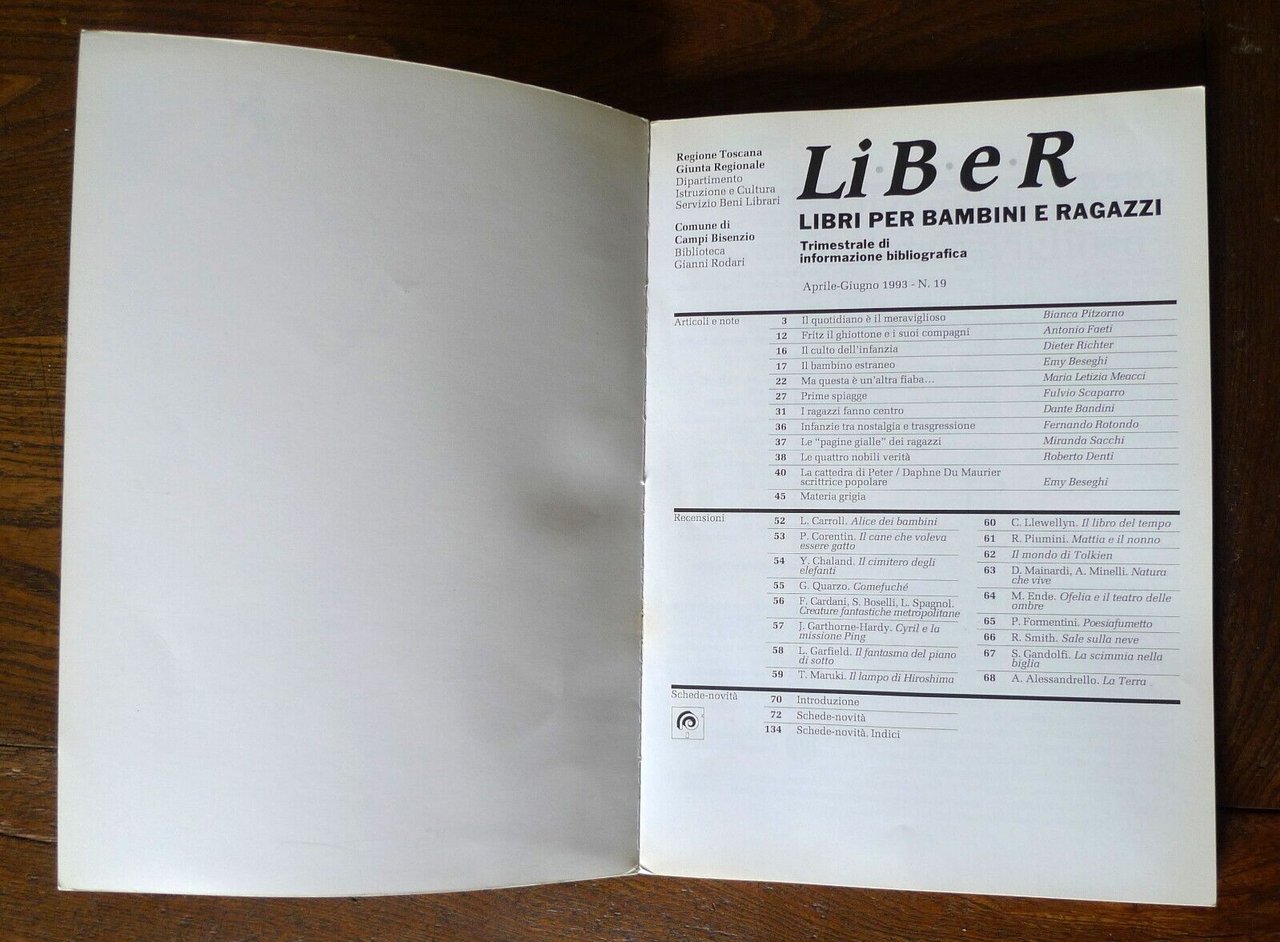 Regione Toscana
Giunta Regionale
Dipartimento
Istruzione e Cultura
Servizio Beni Librari
Comune di
Campi Bisenzio
Biblioteca
Gianni Rodari
Li·B·e·R
LIBRI PER BAMBINI E RAGAZZI
Trimestrale di
informazione bibliografica
Aprile-Giugno 1993 - N. 19
Articoli e note
3 Il quotidiano è il meraviglioso Bianca Pitzorno
12 Fritz il ghiottone e i suoi compagni Antonio Faeti
16 Il culto dell'infanzia Dieter Richter
17 Il bambino estraneo Emy Beseghi
22 Ma questa è un'altra fiaba... Maria Letizia Meacci
27 Prime spiagge Fulvio Scaparro
31 I ragazzi fanno centro Dante Bandini
36 Infanzie tra nostalgia e trasgressione Fernando Rotondo
37 Le "pagine gialle" dei ragazzi Miranda Sacchi
38 Le quattro nobili verità Roberto Denti
40 La cattedra di Peter / Daphne Du Maurier
scrittrice popolare Emy Beseghi
45 Materia grigia
Recensioni
52 L. Carroll. Alice dei bambini
53 P. Corentin. Il cane che voleva
essere gatto
54 Y. Chaland. Il cimitero degli
elefanti
55 G. Quarzo. Comefuché
56 F. Cardani, S. Boselli, L. Spagnol.
Creature fantastiche metropolitane
57 J. Garthorne-Hardy. Cyril e la
missione Ping
58 L. Garfield. Il fantasma del piano
di sotto
59 T. Maruki. Il lampo di Hiroshima
60 C. Llewellyn. Il libro del tempo
61 R. Piumini. Mattia e il nonno
62 Il mondo di Tolkien
63 D. Mainardi, A. Minelli. Natura
che vive
64 M. Ende. Ofelia e il teatro delle
ombre
65 P. Formentini. Poesiafumetto
66 R. Smith. Sale sulla neve
67 S. Gandolfi. La scimmia nella
biglia
68 A. Alessandrello. La Terra
Schede-novità
70 Introduzione
72 Schede-novità
134 Schede-novità. Indici